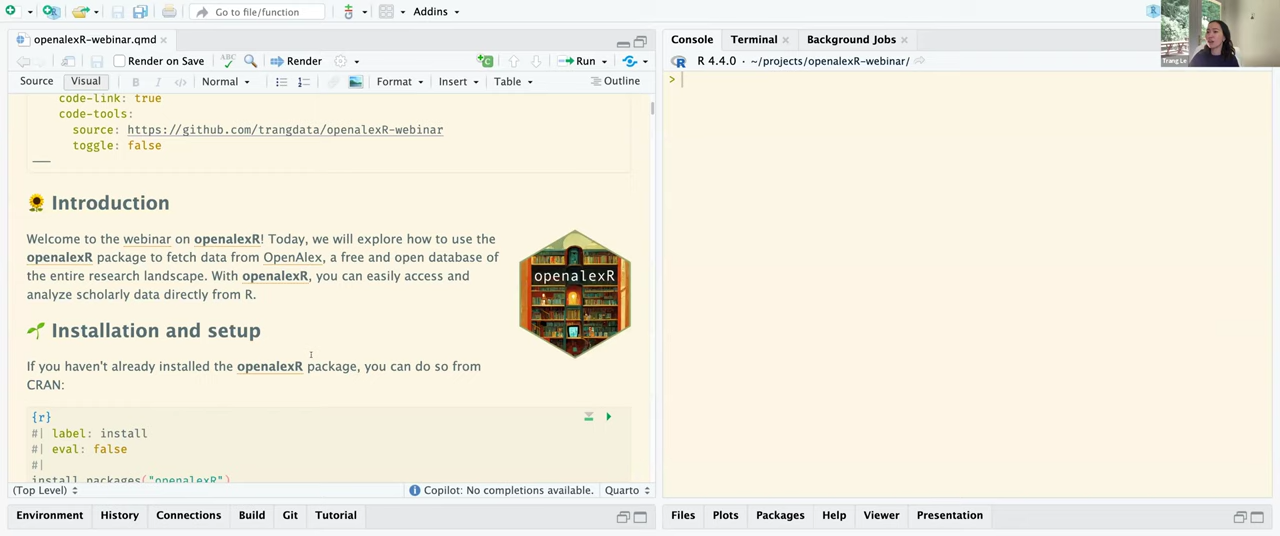 Go to file/function
Addins
openalexR-webinar.qmd
Render on Save
ABC
Render
Run
Source
Visual
B
I
</>
Normal
Format
Insert
Table
Outline
code-link: true
code-tools:
source: https://github.com/trangdata/openalexR-webinar
toggle: false
Introduction
Welcome to the webinar on openalexR! Today, we will explore how to use the
openalexR package to fetch data from OpenAlex, a free and open database of
the entire research landscape. With openalexR, you can easily access and
analyze scholarly data directly from R.
openalexR
Installation and setup
If you haven't already installed the openalexR package, you can do so from
CRAN:
{r}
#| label: install
#| eval: false
#|
install.packages("openalexR")
(Top Level)
Copilot: No completions available.
Quarto
Environment
History
Connections
Build
Git
Tutorial
Console
Terminal
Background Jobs
R
R 4.4.0 · ~/projects/openalexR-webinar/
>
Files
Plots
Packages
Help
Viewer
Presentation
R
Trang Le